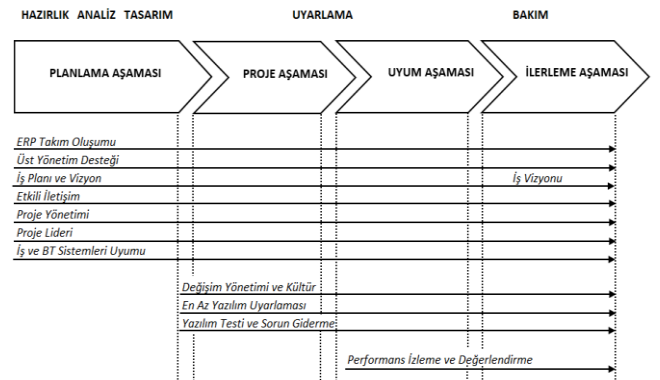 HAZIRLIK ANALİZ TASARIM UYARLAMA BAKIM
PLANLAMA AŞAMASI PROJE AŞAMASI UYUM AŞAMASI İLERLEME AŞAMASI
ERP Takım Oluşumu
Üst Yönetim Desteği
İş Planı ve Vizyon İş Vizyonu
Etkili İletişim
Proje Yönetimi
Proje Lideri
İş ve BT Sistemleri Uyumu
Değişim Yönetimi ve Kültür
En Az Yazılım Uyarlaması
Yazılım Testi ve Sorun Giderme
Performans İzleme ve Değerlendirme